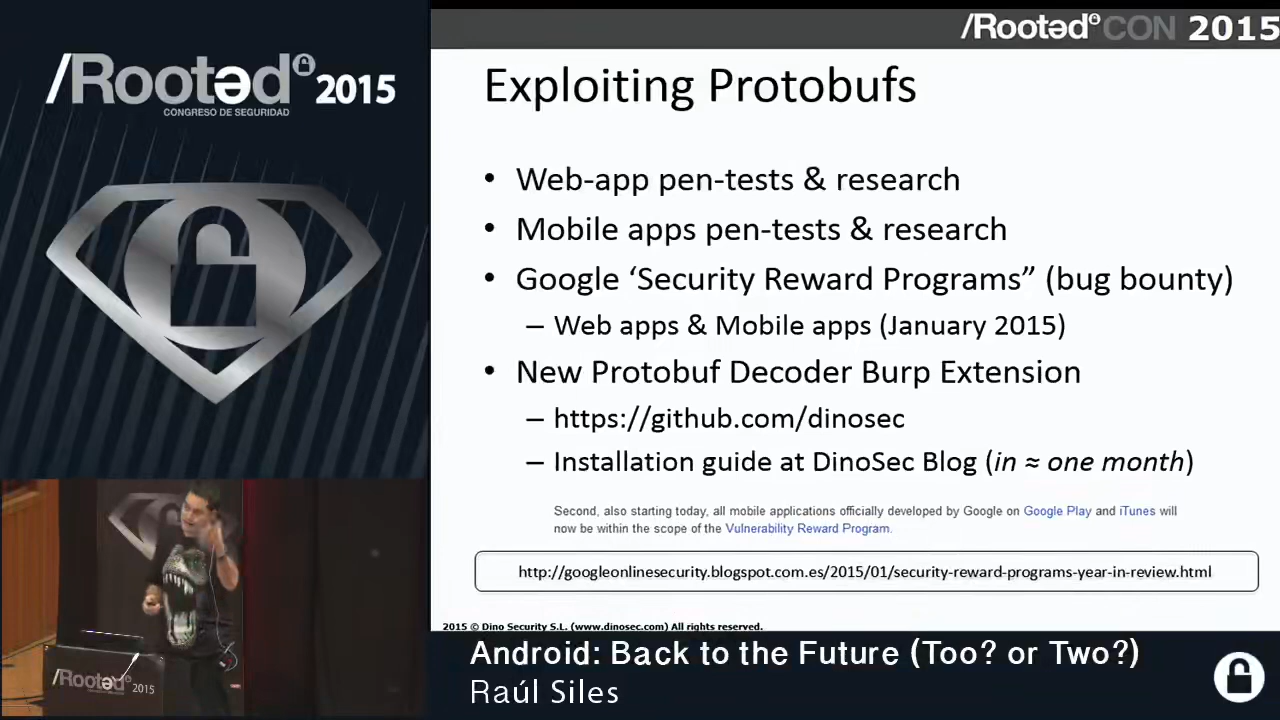 /Rootəd 2015
CONGRESO DE SEGURIDAD
/Rootəd CON 2015
Exploiting Protobufs
• Web-app pen-tests & research
• Mobile apps pen-tests & research
• Google ‘Security Reward Programs” (bug bounty)
– Web apps & Mobile apps (January 2015)
• New Protobuf Decoder Burp Extension
– https://github.com/dinosec
– Installation guide at DinoSec Blog (in ≈ one month)
Second, also starting today, all mobile applications officially developed by Google on Google Play and iTunes will
now be within the scope of the Vulnerability Reward Program.
http://googleonlinesecurity.blogspot.com.es/2015/01/security-reward-programs-year-in-review.html
2015 © Dino Security S.L. (www.dinosec.com) All rights reserved.
/Rootəd 2015
Android: Back to the Future (Too? or Two?)
Raúl Siles